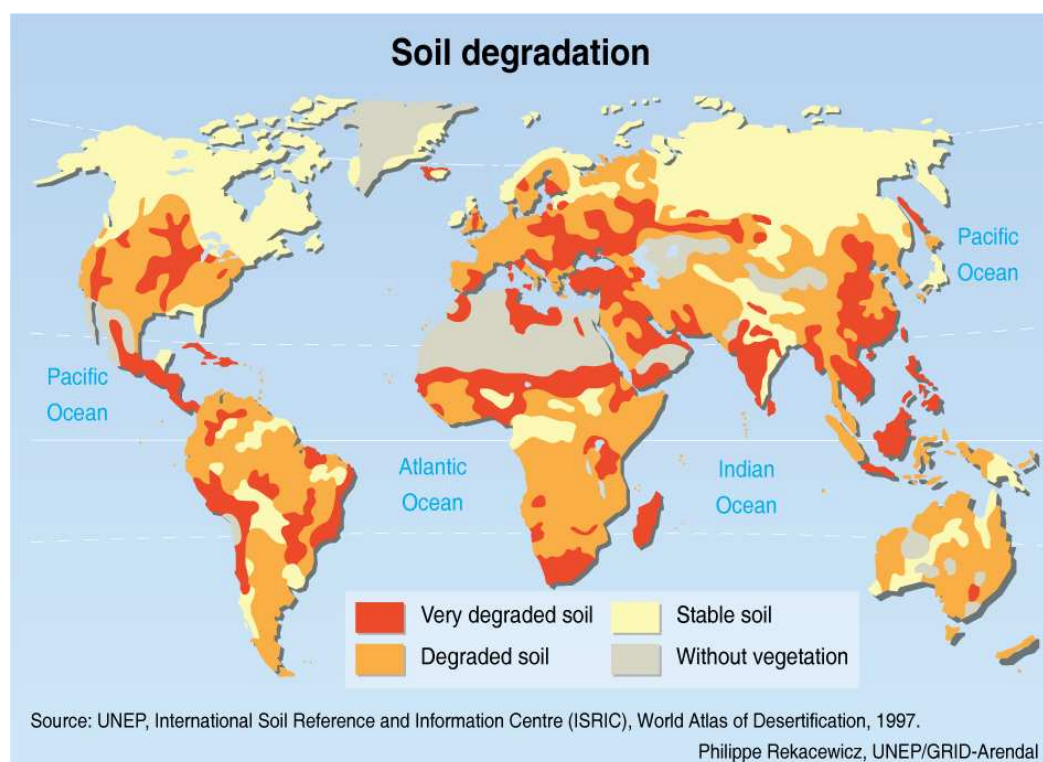 Soil degradation
Pacific
Ocean
Pacific
Ocean
Atlantic
Ocean
Indian
Ocean
Very degraded soil
Stable soil
Degraded soil
Without vegetation
Source: UNEP, International Soil Reference and Information Centre (ISRIC), World Atlas of Desertification, 1997.
Philippe Rekacewicz, UNEP/GRID-Arendal